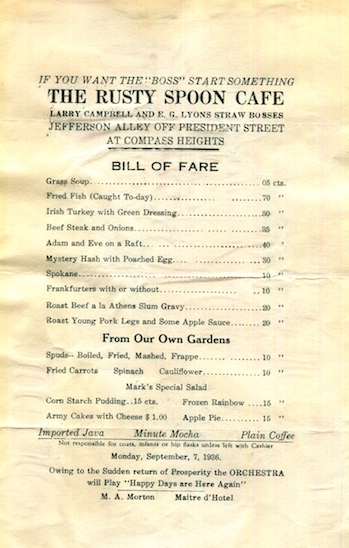 IF YOU WANT THE "BOSS" START SOMETHING
THE RUSTY SPOON CAFE
LARRY CAMPBELL AND E. G. LYONS STRAW BOSSES
JEFFERSON ALLEY OFF PRESIDENT STREET
AT COMPASS HEIGHTS
BILL OF FARE
Grass Soup 05 cts.
Fried Fish (Caught To-day) 70 "
Irish Turkey with Green Dressing 30 "
Beef Steak and Onions 35 "
Adam and Eve on a Raft 40 '
Mystery Hash with Poached Egg 30 "
Spokane 10 "
Frankfurters with or without 16 "
Roast Beef a la Athens Slum Gravy 20 "
Roast Young Pork Legs and Some Apple Sauce 20 "
From Our Own Gardens
Spuds- Boiled, Fried, Mashed, Frappe 10 "
Fried Carrots Spinach Cauliflower 10 "
Mark's Special Salad
Corn Starch Pudding..15 cts. Frozen Rainbow ....15 "
Army Cakes with Cheese $1.00 Apple Pie 15 "
Imported Java Minute Mocha Plain Coffee
Not responsible for coats, infants or hip flasks unless left with Cashier
Monday, September, 7, 1936.
Owing to the Sudden return of Prosperity the ORCHESTRA
will Play "Happy Days are Here Again"
M. A. Morton Maitre d'Hotel